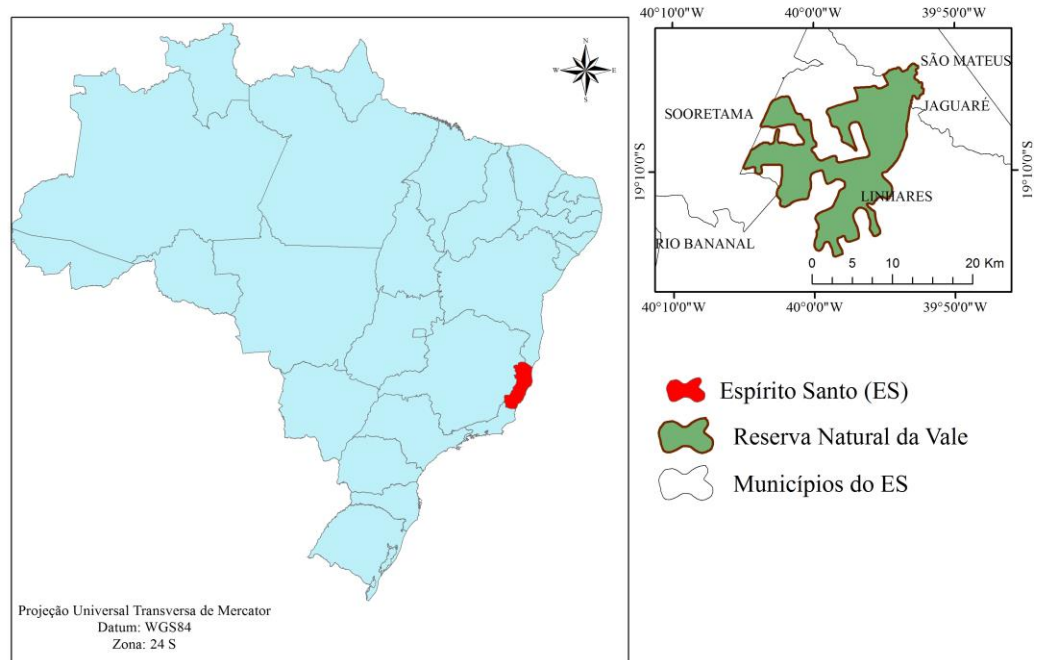 N
W E
S
Projeção Universal Transversa de Mercator
Datum: WGS84
Zona: 24 S
40°10'0"W 40°0'0"W 39°50'0"W
SÃO MATEUS
JAGUARÉ
SOORETAMA
19°10'0"S 19°10'0"S
LINHARES
RIO BANANAL
0 5 10 20 Km
40°10'0"W 40°0'0"W 39°50'0"W
Espírito Santo (ES)
Reserva Natural da Vale
Municípios do ES